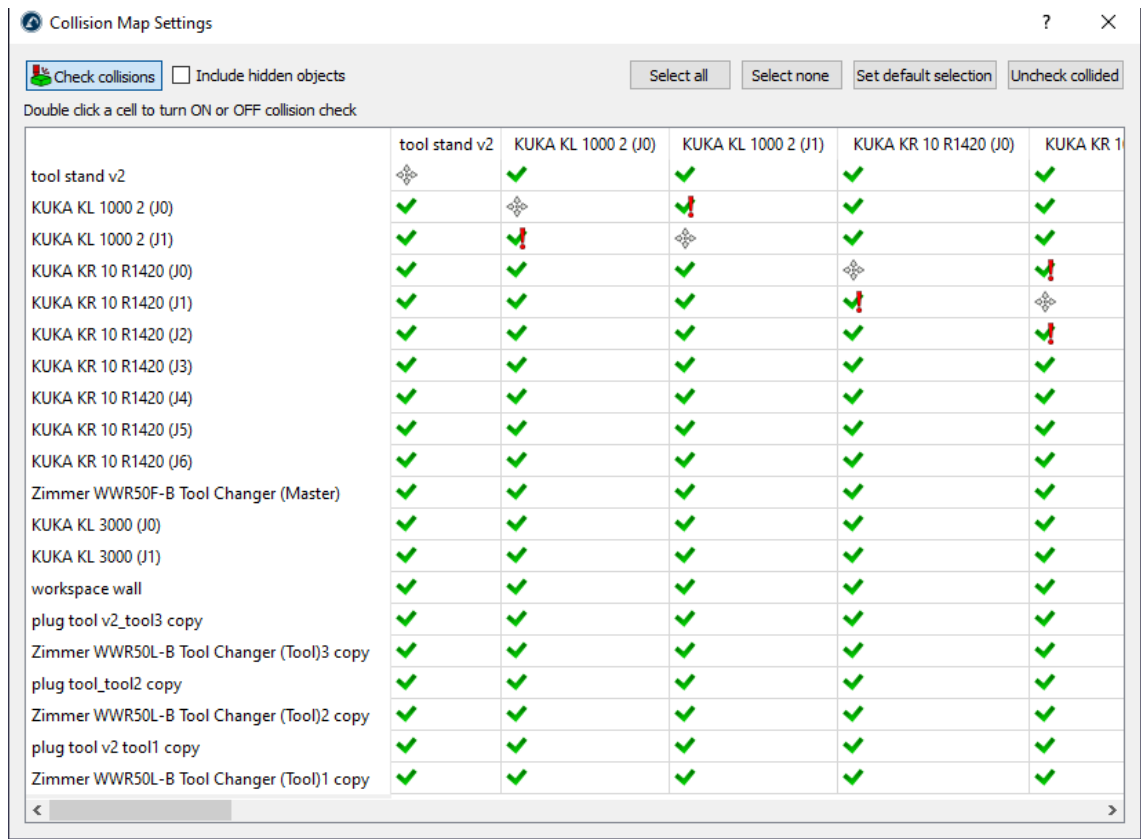 Collision Map Settings
?
Check collisions Include hidden objects Select all Select none Set default selection Uncheck collided
Double click a cell to turn ON or OFF collision check
tool stand v2 KUKA KL 1000 2 (J0) KUKA KL 1000 2 (J1) KUKA KR 10 R1420 (J0) KUKA KR 1
tool stand v2
KUKA KL 1000 2 (J0)
KUKA KL 1000 2 (J1)
KUKA KR 10 R1420 (J0)
KUKA KR 10 R1420 (J1)
KUKA KR 10 R1420 (J2)
KUKA KR 10 R1420 (J3)
KUKA KR 10 R1420 (J4)
KUKA KR 10 R1420 (J5)
KUKA KR 10 R1420 (J6)
Zimmer WWR50F-B Tool Changer (Master)
KUKA KL 3000 (J0)
KUKA KL 3000 (J1)
workspace wall
plug tool v2_tool3 copy
Zimmer WWR50L-B Tool Changer (Tool)3 copy
plug tool_tool2 copy
Zimmer WWR50L-B Tool Changer (Tool)2 copy
plug tool v2 tool1 copy
Zimmer WWR50L-B Tool Changer (Tool)1 copy